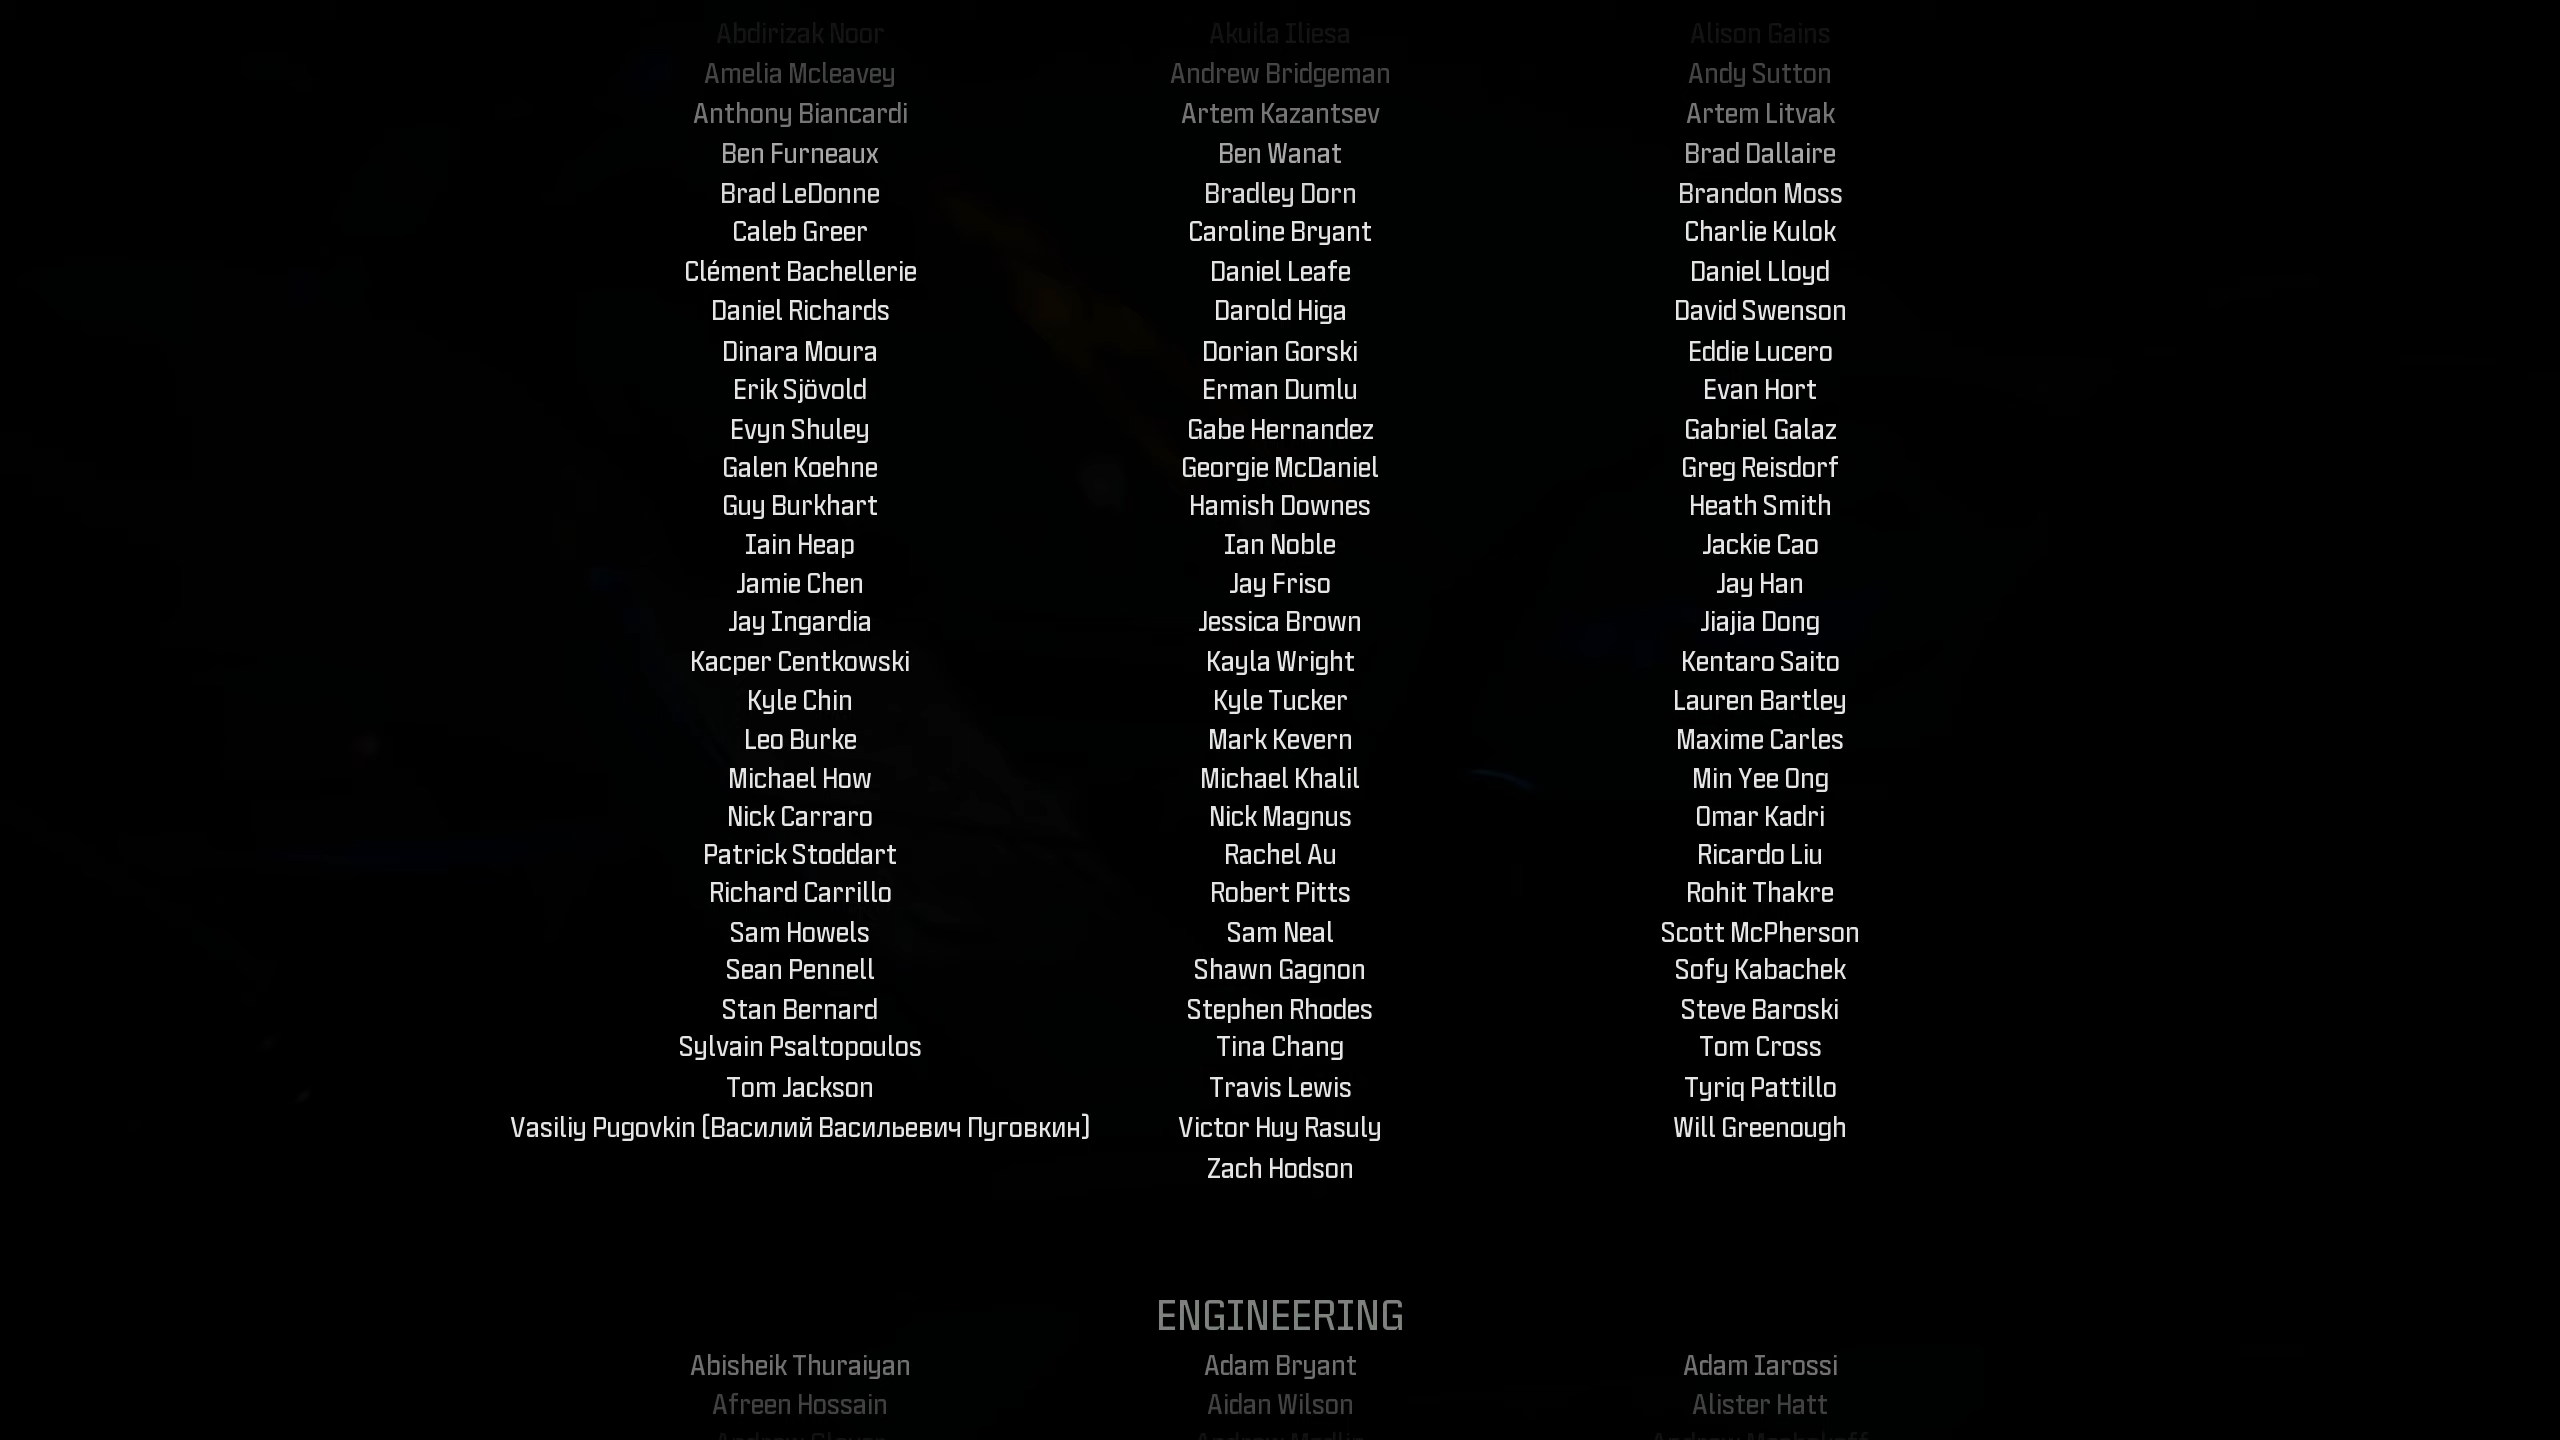 Abdirizak Noor Akuila Iliesa Alison Gains
Amelia Mcleavey Andrew Bridgeman Andy Sutton
Anthony Biancardi Artem Kazantsev Artem Litvak
Ben Furneaux Ben Wanat Brad Dallaire
Brad LeDonne Bradley Dorn Brandon Moss
Caleb Greer Caroline Bryant Charlie Kulok
Clément Bachellerie Daniel Leafe Daniel Lloyd
Daniel Richards Darold Higa David Swenson
Dinara Moura Dorian Gorski Eddie Lucero
Erik Sjövold Erman Dumlu Evan Hort
Evyn Shuley Gabe Hernandez Gabriel Galaz
Galen Koehne Georgie McDaniel Greg Reisdorf
Guy Burkhart Hamish Downes Heath Smith
Iain Heap Ian Noble Jackie Cao
Jamie Chen Jay Friso Jay Han
Jay Ingardia Jessica Brown Jiajia Dong
Kacper Centkowski Kayla Wright Kentaro Saito
Kyle Chin Kyle Tucker Lauren Bartley
Leo Burke Mark Kevern Maxime Carles
Michael How Michael Khalil Min Yee Ong
Nick Carraro Nick Magnus Omar Kadri
Patrick Stoddart Rachel Au Ricardo Liu
Richard Carrillo Robert Pitts Rohit Thakre
Sam Howels Sam Neal Scott McPherson
Sean Pennell Shawn Gagnon Sofy Kabachek
Stan Bernard Stephen Rhodes Steve Baroski
Sylvain Psaltopoulos Tina Chang Tom Cross
Tom Jackson Travis Lewis Tyriq Pattillo
Vasiliy Pugovkin (Василий Васильевич Пуговкин) Victor Huy Rasuly Will Greenough
Zach Hodson
ENGINEERING
Abisheik Thuraiyan Adam Bryant Adam Iarossi
Afreen Hossain Aidan Wilson Alister Hatt